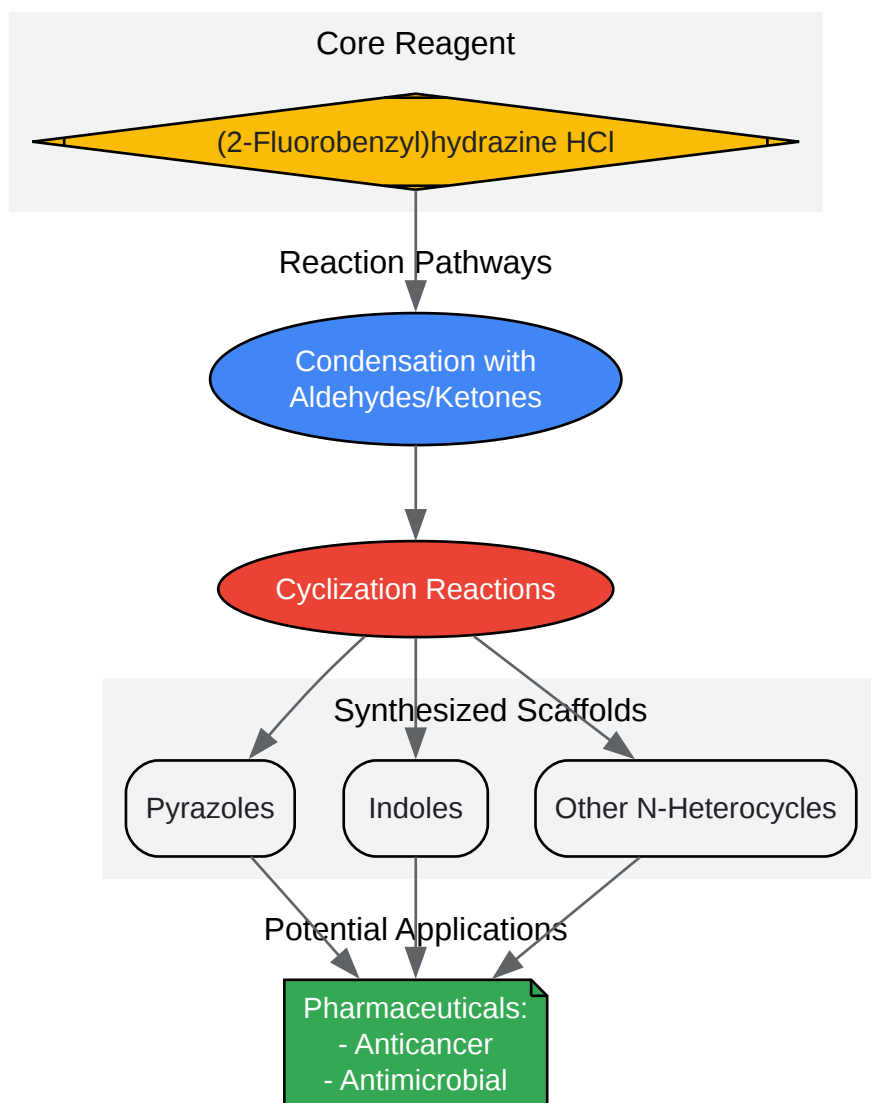 Core Reagent
(2-Fluorobenzyl)hydrazine HCl
Reaction Pathways
Condensation with
Aldehydes/Ketones
Cyclization Reactions
Synthesized Scaffolds
Pyrazoles
Indoles
Other N-Heterocycles
Potential Applications
Pharmaceuticals:
- Anticancer
- Antimicrobial